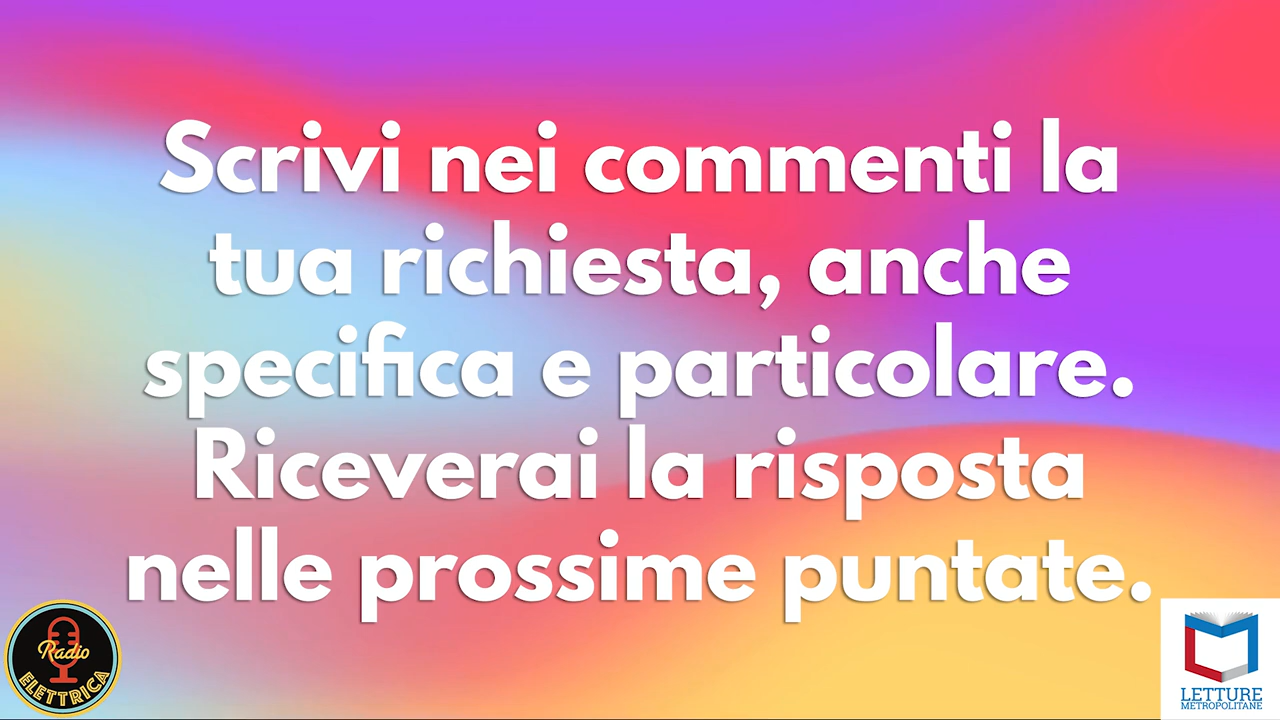 Scrivi nei commenti la
tua richiesta, anche
specifica e particolare.
Riceverai la risposta
nelle prossime puntate.
Radio
ELETTRICA
LETTURE
METROPOLITANE